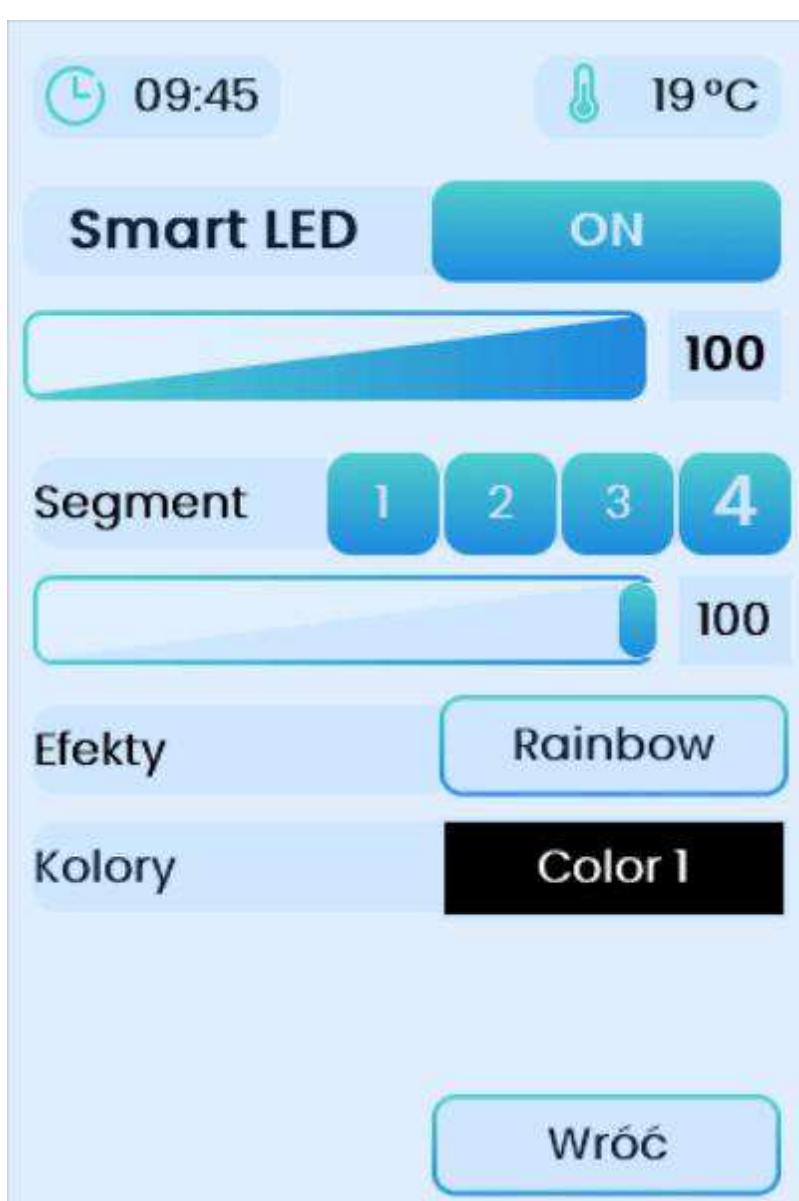 09:45 19 °C
Smart LED ON
100
Segment 1 2 3 4
100
Efekty Rainbow
Kolory Color 1
Wróć